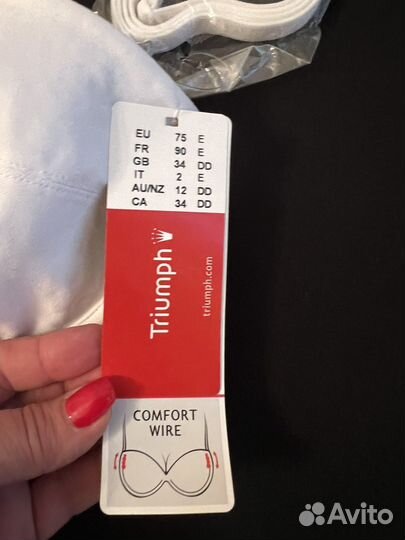 EU 75 E
FR 90 E
GB 34 DD
IT 2 E
AU/NZ 12 DD
CA 34 DD
Triumph
triumph.com
COMFORT
WIRE
Avito